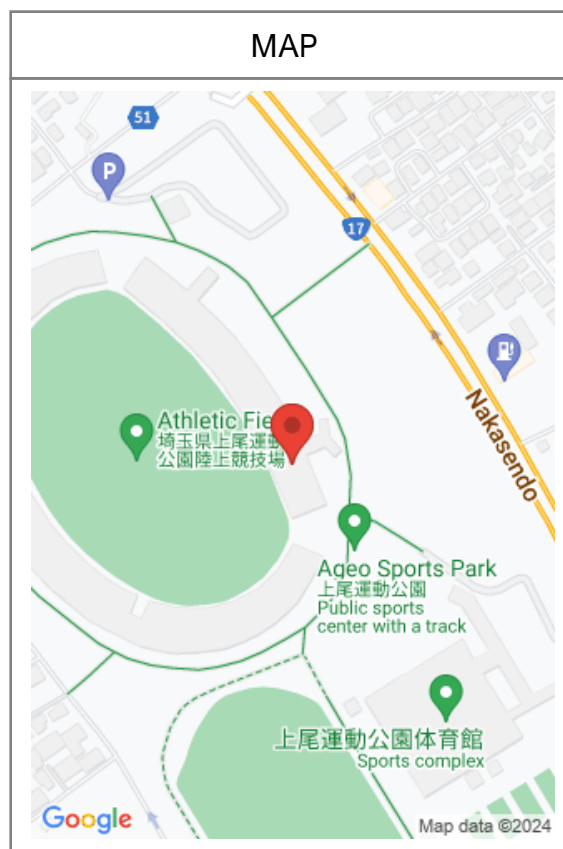 MAP
51
P
17
Athletic Fie
埼玉県上尾運動
公園陸上競技場
Nakasendo
Ageo Sports Park
上尾運動公園
Public sports
center with a track
上尾運動公園体育館
Sports complex
Google
Map data ©2024